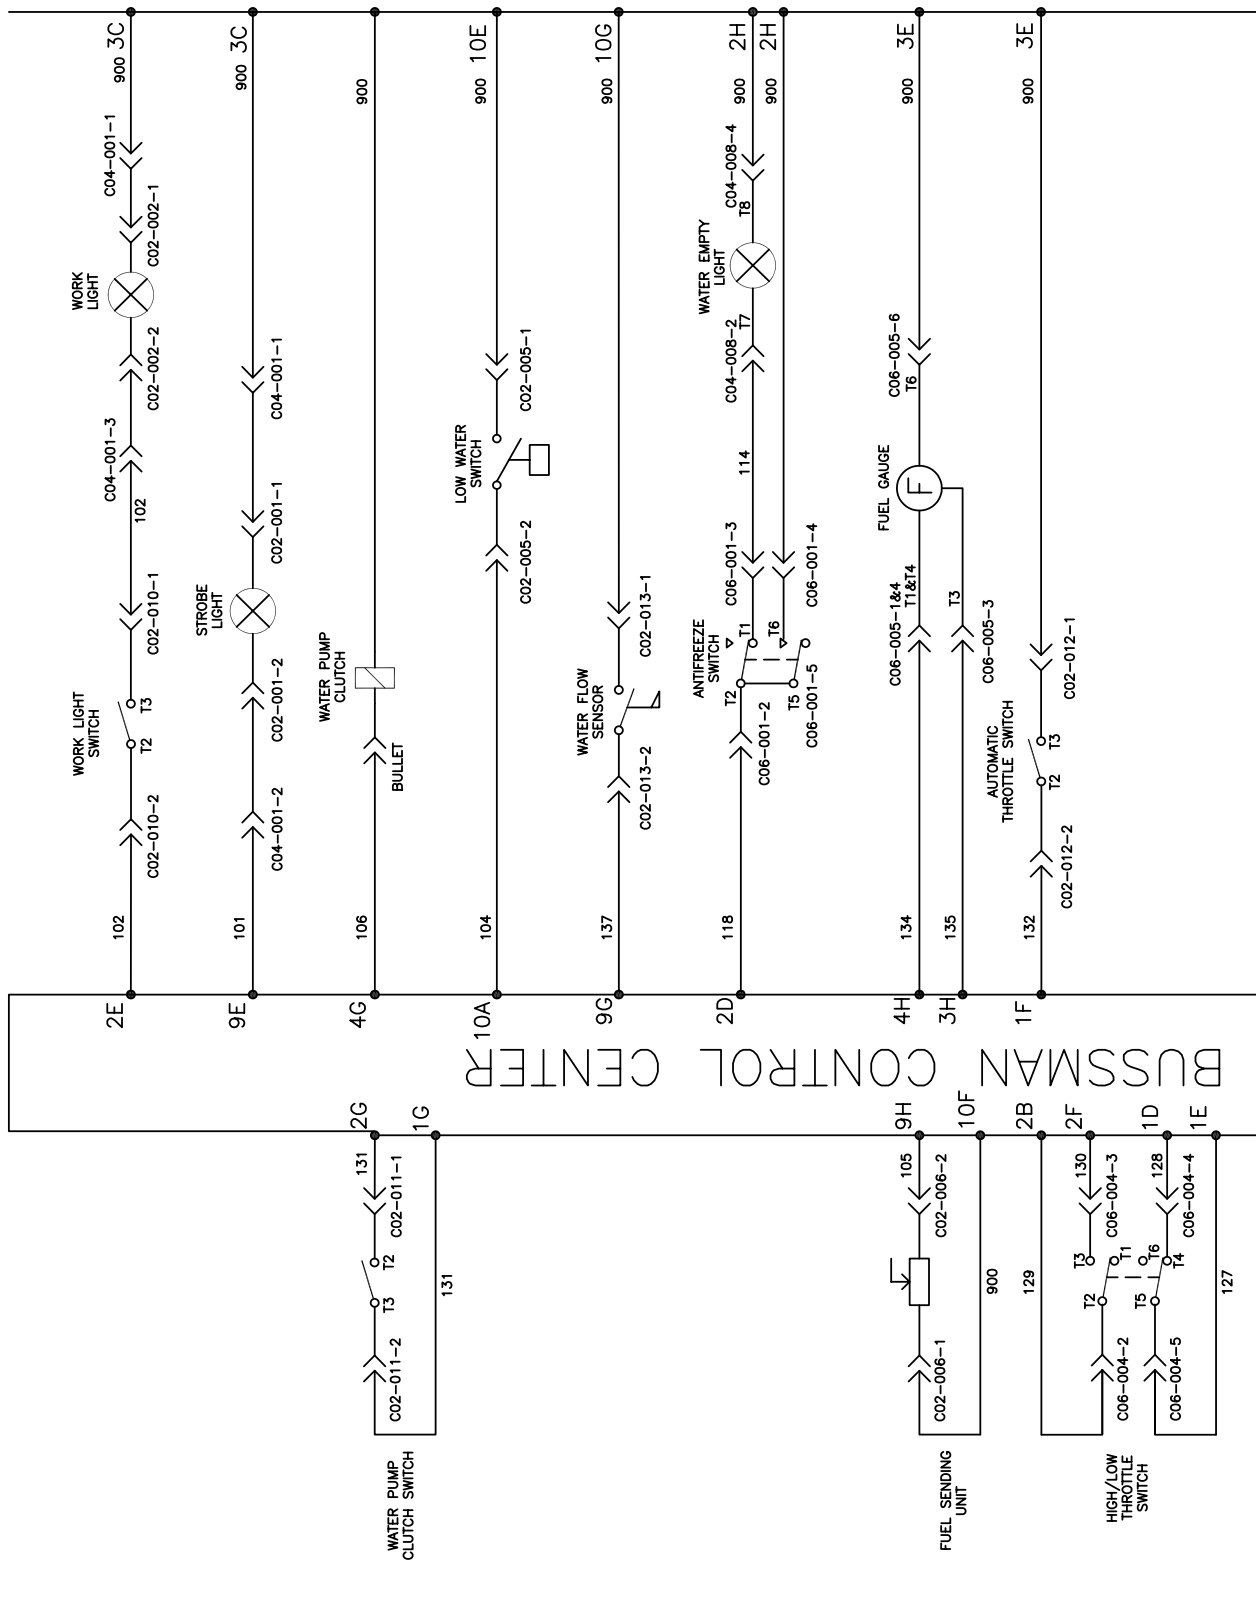 3C
900
C04-001-1
C02-002-1
WORK
LIGHT
C02-002-2
C04-001-3
102
C02-010-1
T3
WORK LIGHT
SWITCH
T2
C02-010-2
102
2E
3C
900
C04-001-1
C02-001-1
STROBE
LIGHT
C02-001-2
C04-001-2
101
9E
900
WATER PUMP
CLUTCH
BULLET
106
4G
10E
900
C02-005-1
LOW WATER
SWITCH
C02-005-2
104
10A
10G
900
C02-013-1
WATER FLOW
SENSOR
C02-013-2
137
9G
2H
2H
900
900
C04-008-4
T8
WATER EMPTY
LIGHT
T7
C04-008-2
114
C06-001-3
C06-001-4
T1
T6
ANTIFREEZE
SWITCH
T2
T5
C06-001-5
C06-001-2
118
2D
3E
900
C06-005-6
T6
FUEL GAUGE
F
C06-005-1&4
T1&T4
T3
C06-005-3
134
135
4H
3H
3E
900
C02-012-1
T3
AUTOMATIC
THROTTLE SWITCH
T2
C02-012-2
132
1F
BUSSMAN CONTROL CENTER
2G
1G
131
C02-011-1
T2
T3
131
C02-011-2
WATER PUMP
CLUTCH SWITCH
9H
10F
105
C02-006-2
900
C02-006-1
FUEL SENDING
UNIT
2B
2F
1D
1E
130
128
C06-004-3
C06-004-4
T3
T1
T6
T4
129
T2
T5
127
C06-004-2
C06-004-5
HIGH/LOW
THROTTLE
SWITCH